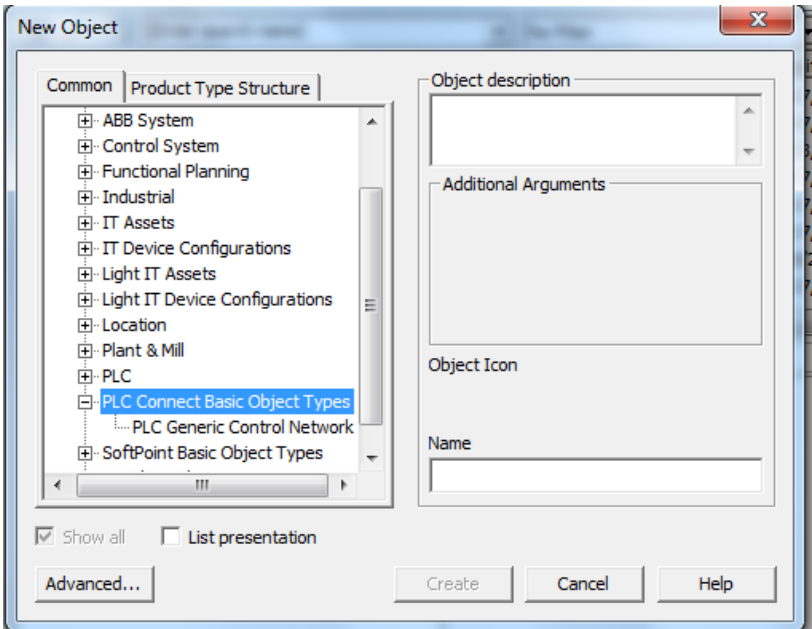 New Object
Common
Product Type Structure
ABB System
Control System
Functional Planning
Industrial
IT Assets
IT Device Configurations
Light IT Assets
Light IT Device Configurations
Location
Plant & Mill
PLC
PLC Connect Basic Object Types
PLC Generic Control Network
SoftPoint Basic Object Types
Object description
Additional Arguments
Object Icon
Name
Show all
List presentation
Advanced...
Create
Cancel
Help